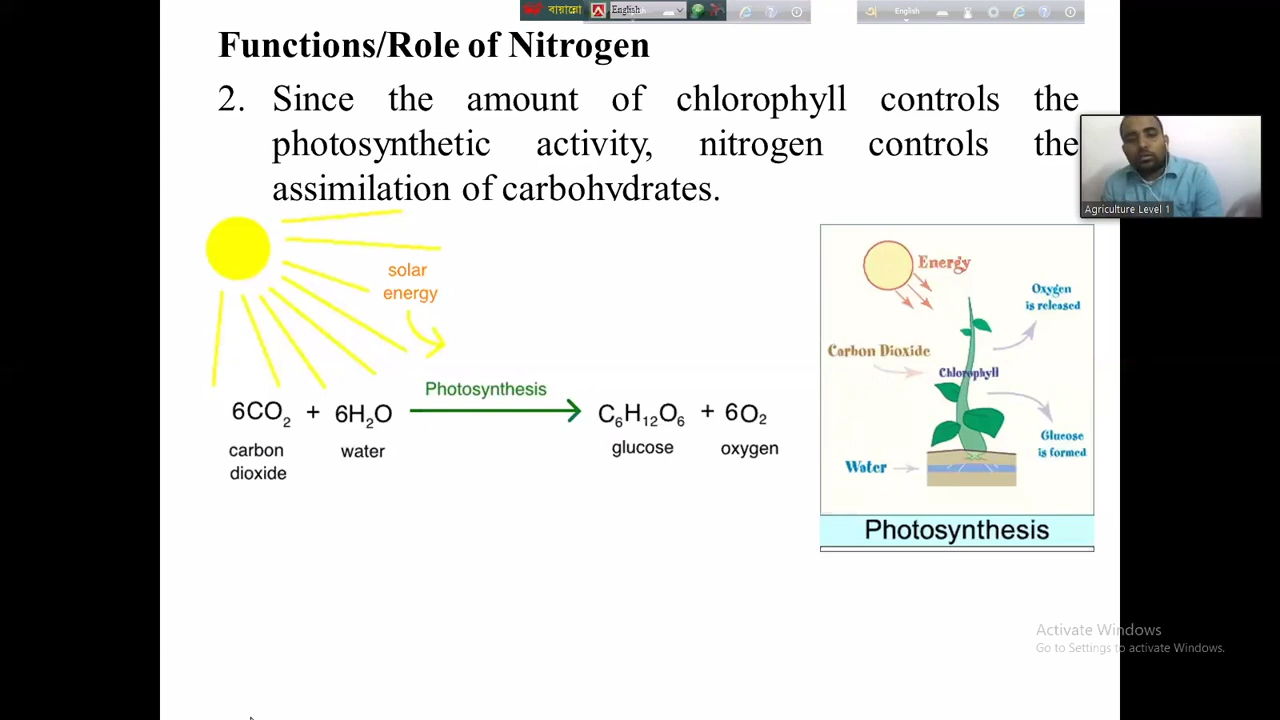 বায়ান্নো English
English
Functions/Role of Nitrogen
2. Since the amount of chlorophyll controls the
photosynthetic activity, nitrogen controls the
assimilation of carbohydrates.
Agriculture Level 1
solar
energy
Photosynthesis
6CO₂ + 6H₂O
C₆H₁₂O₆ + 6O₂
carbon
dioxide
water
glucose
oxygen
Energy
Oxygen
is released
Carbon Dioxide
Chlorophyll
Glucose
is formed
Water
Photosynthesis
Activate Windows
Go to Settings to activate Windows.